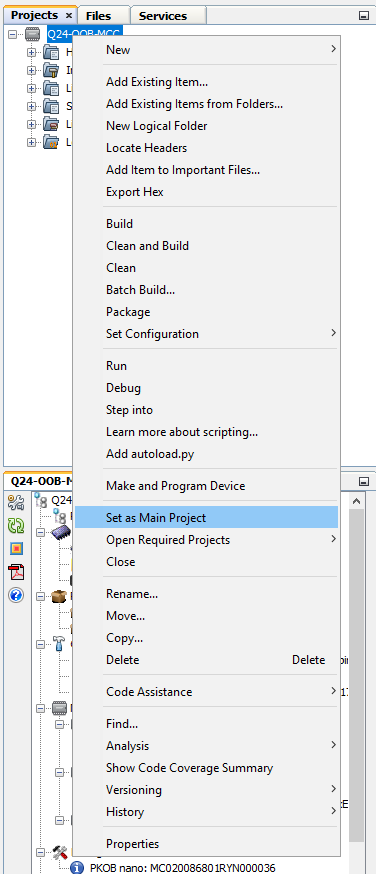 Projects × Files Services
Q24-OOB-MCC
New
Add Existing Item...
Add Existing Items from Folders...
New Logical Folder
Locate Headers
Add Item to Important Files...
Export Hex
Build
Clean and Build
Clean
Batch Build...
Package
Set Configuration
Run
Debug
Step into
Learn more about scripting...
Add autoload.py
Make and Program Device
Set as Main Project
Open Required Projects
Close
Rename...
Move...
Copy...
Delete Delete
Code Assistance
Find...
Analysis
Show Code Coverage Summary
Versioning
History
Properties
PKOB nano: MC020086801RYN000036